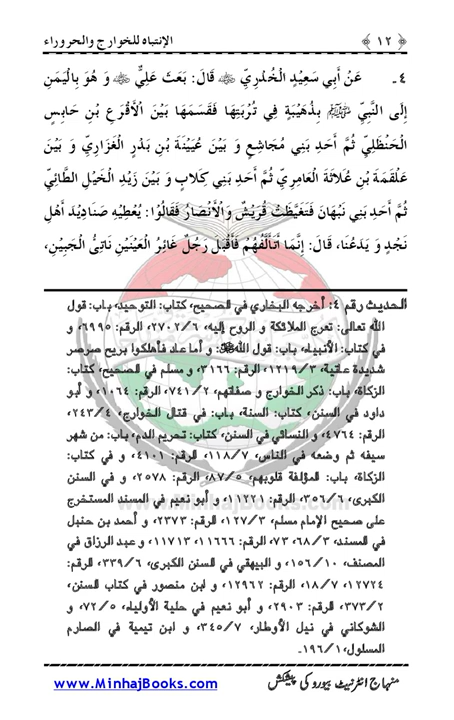 ﴿ ١٢ ﴾ الإنتباه للخوارج والحروراء
٤۔ عَنْ أَبِي سَعِيْدٍ الْخُدْرِيِّ ﷺ قَالَ: بَعَثَ عَلِيٌّ ﷺ وَ هُوَ بِالْيَمَنِ
إِلَى النَّبِيِّ ﷺ بِذُهَيْبَةٍ فِي تُرْبَتِهَا فَقَسَمَهَا بَيْنَ الْأَقْرَعِ بْنِ حَابِسٍ
الْحَنْظَلِيِّ ثُمَّ أَحَدِ بَنِي مُجَاشِعٍ وَ بَيْنَ عُيَيْنَةَ بْنِ بَدْرٍ الْفَزَارِيِّ وَ بَيْنَ
عَلْقَمَةَ بْنِ عُلَاثَةَ الْعَامِرِيِّ ثُمَّ أَحَدِ بَنِي كِلَابٍ وَ بَيْنَ زَيْدِ الْخَيْلِ الطَّائِيِّ
ثُمَّ أَحَدِ بَنِي نَبْهَانَ فَتَغَيَّظَتْ قُرَيْشٌ وَالْأَنْصَارُ فَقَالُوْا: يُعْطِيْهِ صَنَادِيْدَ أَهْلِ
نَجْدٍ وَ يَدَعُنَا، قَالَ: إِنَّمَا أَتَأَلَّفُهُمْ فَأَقْبَلَ رَجُلٌ غَائِرُ الْعَيْنَيْنِ نَاتِئُ الْجَبِيْنِ،
الحديث رقم ٤: أخرجه البخاري في الصحيح، كتاب: التوحيد، باب: قول
الله تعالى: تعرج الملائكة و الروح إليه، ٦/٢٧٠٢، الرقم: ٦٩٩٥، و
في كتاب: الأنبياء، باب: قول الله: و أما عاد فأهلكوا بريح صرصر
شديدة عاتية، ٣/١٢١٩، الرقم: ٣١٦٦، و مسلم في الصحيح، كتاب:
الزكاة، باب: ذكر الخوارج و صفاتهم، ٢/٧٤١، الرقم: ١٠٦٤، و أبو
داود في السنن، كتاب: السنة، باب: في قتال الخوارج، ٤/٢٤٣،
الرقم: ٤٧٦٤، و النسائي في السنن، كتاب: تحريم الدم، باب: من شهر
سيفه ثم وضعه في الناس، ٧/١١٨، الرقم: ٤١٠١، و في كتاب:
الزكاة، باب: المؤلفة قلوبهم، ٥/٨٧، الرقم: ٢٥٧٨، و في السنن
الكبرى، ٦/٣٥٦، الرقم: ١١٢٢١، و أبو نعيم في المسند المستخرج
على صحيح الإمام مسلم، ٣/١٢٧، الرقم: ٢٣٧٣، و أحمد بن حنبل
في المسند، ٣/٦٨، ٧٣، الرقم: ١١٦٦٦، ١١٧١٣، و عبد الرزاق في
المصنف، ١٠/١٥٦، و البيهقي في السنن الكبرى، ٦/٣٣٩، الرقم:
١٢٧٢٤، ٧/١٨، الرقم: ١٢٩٦٢، و ابن منصور في كتاب السنن،
٢/٣٧٣، الرقم: ٢٩٠٣، و أبو نعيم في حلية الأولياء، ٥/٧٢، و
الشوكاني في نيل الأوطار، ٧/٣٤٥، و ابن تيمية في الصارم
المسلول، ١/١٩٦۔
منہاج انٹرنیٹ بیورو کی پیشکش www.MinhajBooks.com